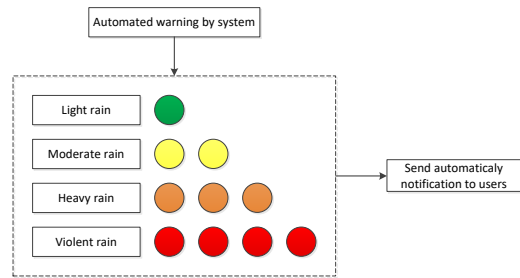 Automated warning by system
Light rain
Moderate rain
Heavy rain
Violent rain
Send automaticaly
notification to users